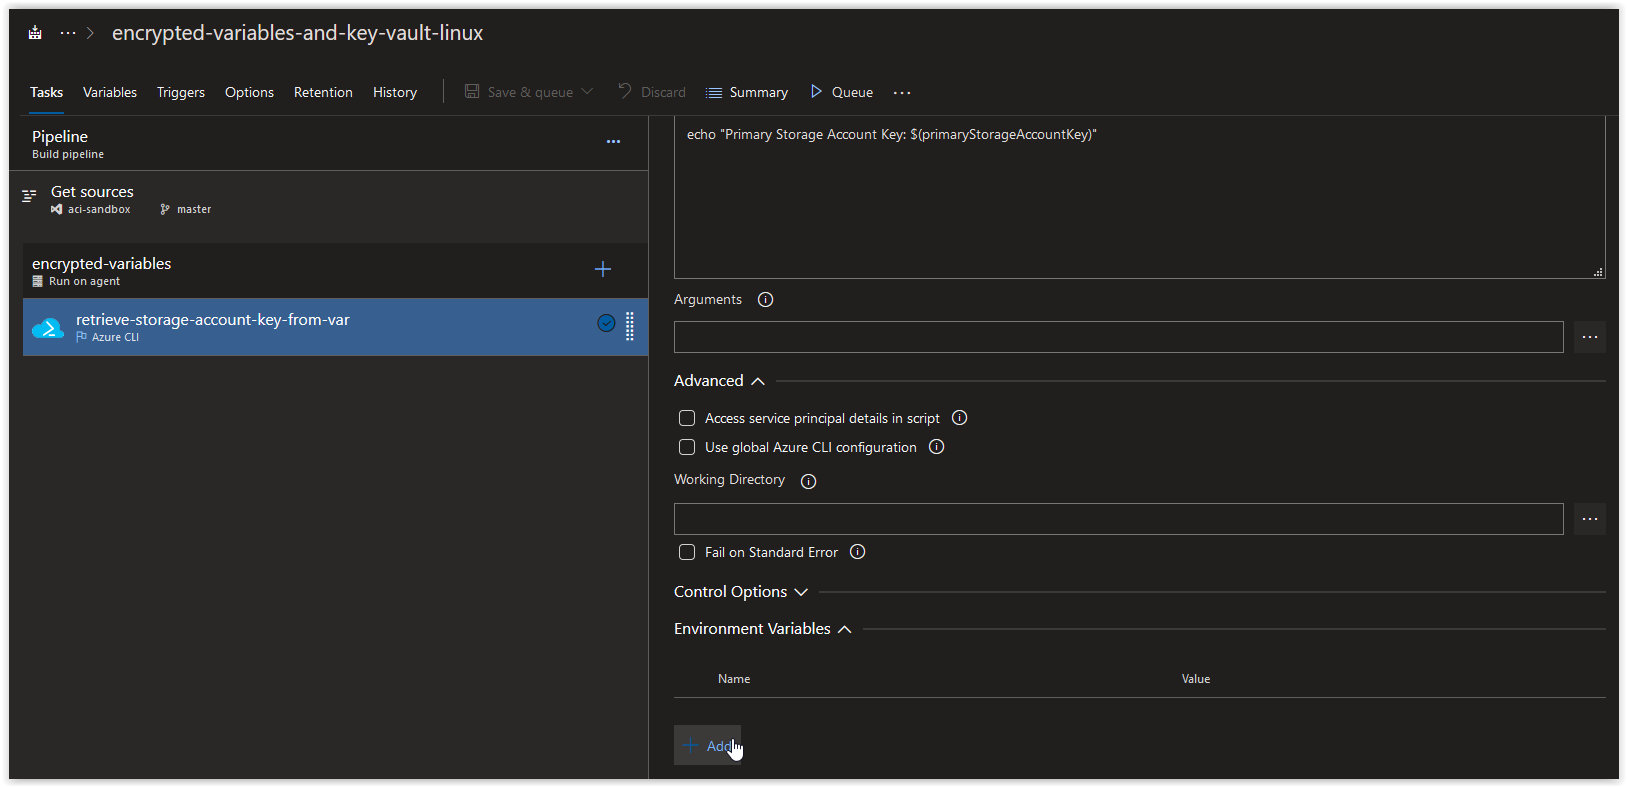 encrypted-variables-and-key-vault-linux
Tasks Variables Triggers Options Retention History Save & queue Discard Summary Queue
Pipeline
Build pipeline
Get sources
aci-sandbox master
encrypted-variables
Run on agent
retrieve-storage-account-key-from-var
Azure CLI
echo "Primary Storage Account Key: $(primaryStorageAccountKey)"
Arguments
Advanced
Access service principal details in script
Use global Azure CLI configuration
Working Directory
Fail on Standard Error
Control Options
Environment Variables
Name Value
Add